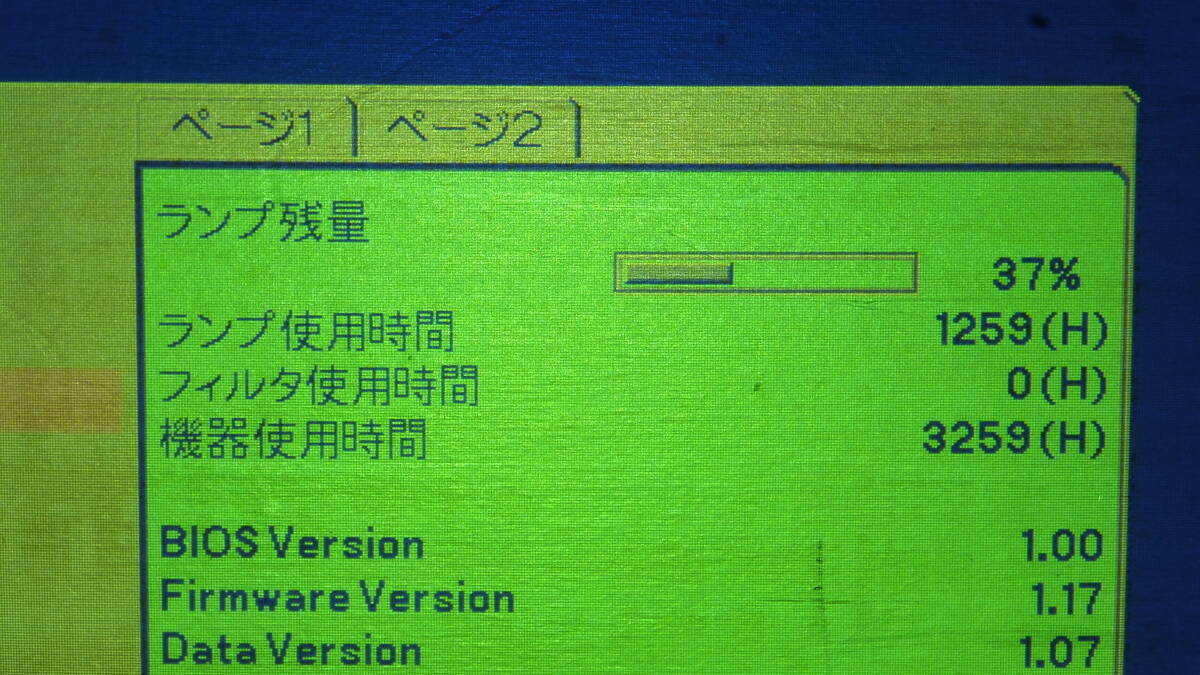 ページ1 ページ2
ランプ残量
37%
ランプ使用時間 1259(H)
フィルタ使用時間 0(H)
機器使用時間 3259(H)
BIOS Version 1.00
Firmware Version 1.17
Data Version 1.07